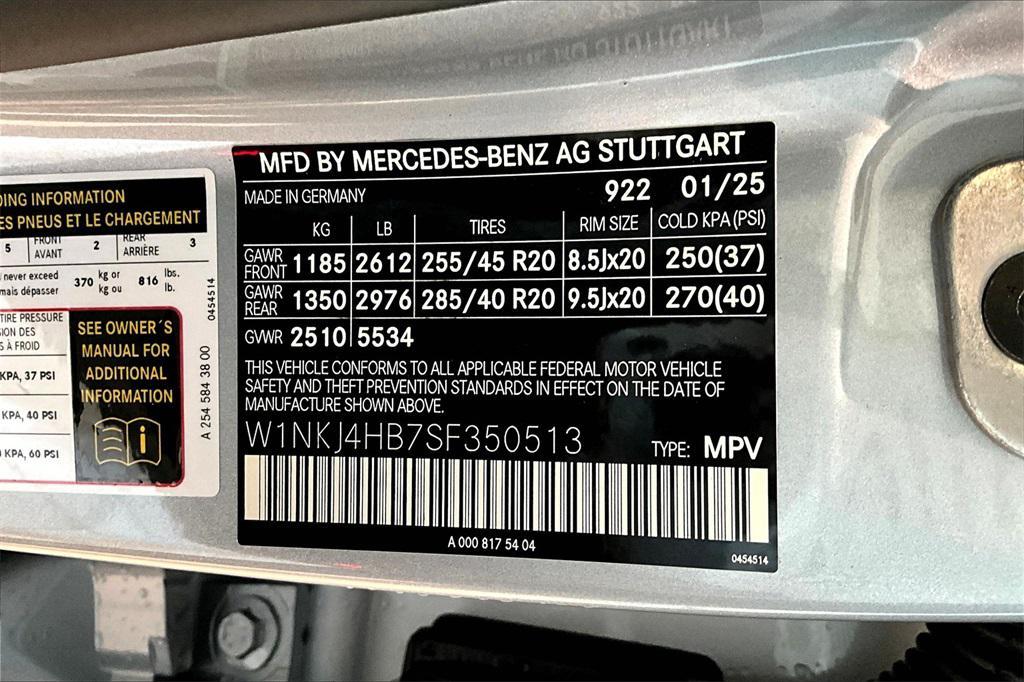 DING INFORMATION
ES PNEUS ET LE CHARGEMENT
5 FRONT AVANT 2 REAR ARRIÈRE 3
never exceed 370 kg or 816 lbs.
mais dépasser kg ou lb.
TIRE PRESSURE
SION DES
S À FROID
KPA, 37 PSI
KPA, 40 PSI
KPA, 60 PSI
SEE OWNER´S
MANUAL FOR
ADDITIONAL
INFORMATION
i
0454514
A 254 584 38 00
MFD BY MERCEDES-BENZ AG STUTTGART
MADE IN GERMANY 922 01/25
KG LB TIRES RIM SIZE COLD KPA (PSI)
GAWR FRONT 1185 2612 255/45 R20 8.5Jx20 250(37)
GAWR REAR 1350 2976 285/40 R20 9.5Jx20 270(40)
GVWR 2510 5534
THIS VEHICLE CONFORMS TO ALL APPLICABLE FEDERAL MOTOR VEHICLE
SAFETY AND THEFT PREVENTION STANDARDS IN EFFECT ON THE DATE OF
MANUFACTURE SHOWN ABOVE.
W1NKJ4HB7SF350513 TYPE: MPV
A 000 817 54 04
0454514